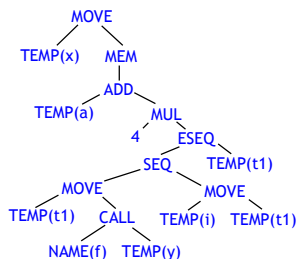 MOVE
TEMP(x) MEM
ADD
TEMP(a) MUL
4 ESEQ
SEQ TEMP(t1)
MOVE MOVE
TEMP(t1) CALL TEMP(i) TEMP(t1)
NAME(f) TEMP(y)